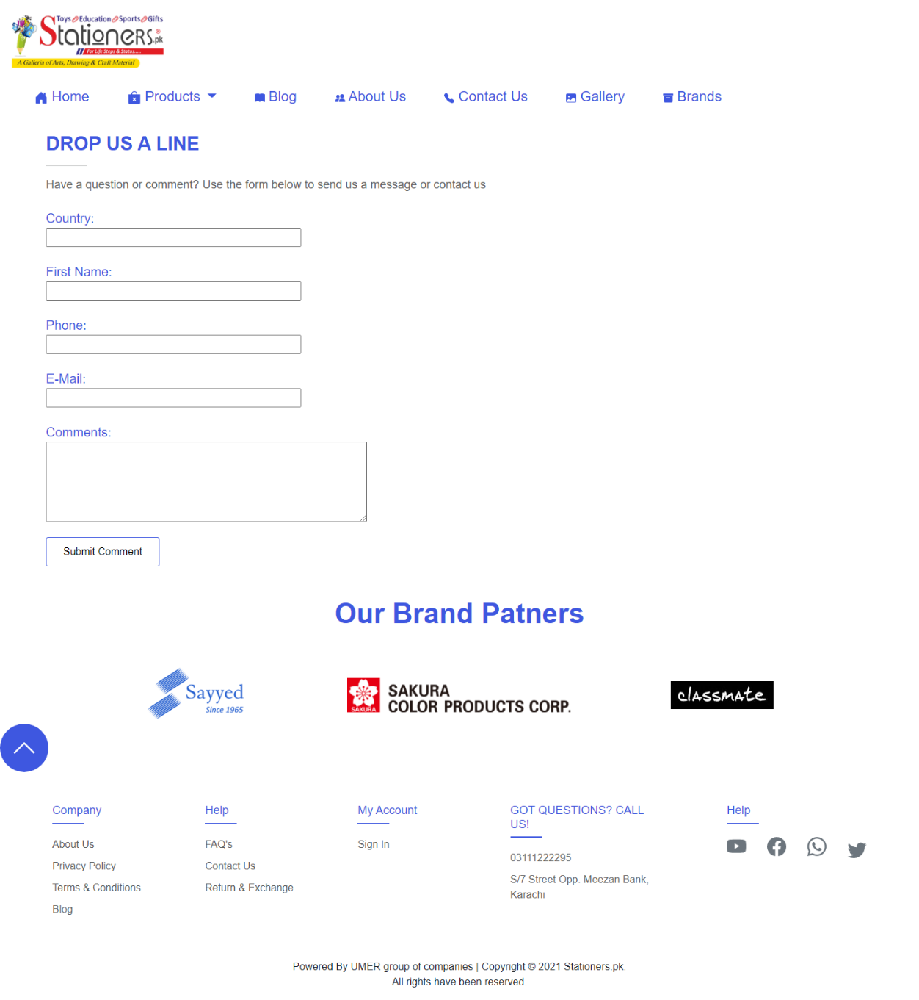 Toys Education Sports Gifts
Stationers.pk
For Life Steps & Status.....
A Galleria of Arts, Drawing & Craft Material
Home Products Blog About Us Contact Us Gallery Brands
DROP US A LINE
Have a question or comment? Use the form below to send us a message or contact us
Country:
First Name:
Phone:
E-Mail:
Comments:
Submit Comment
Our Brand Patners
Sayyed
Since 1965
SAKURA
SAKURA
COLOR PRODUCTS CORP.
classmate
Company
About Us
Privacy Policy
Terms & Conditions
Blog
Help
FAQ's
Contact Us
Return & Exchange
My Account
Sign In
GOT QUESTIONS? CALL
US!
03111222295
S/7 Street Opp. Meezan Bank,
Karachi
Help
Powered By UMER group of companies | Copyright © 2021 Stationers.pk.
All rights have been reserved.